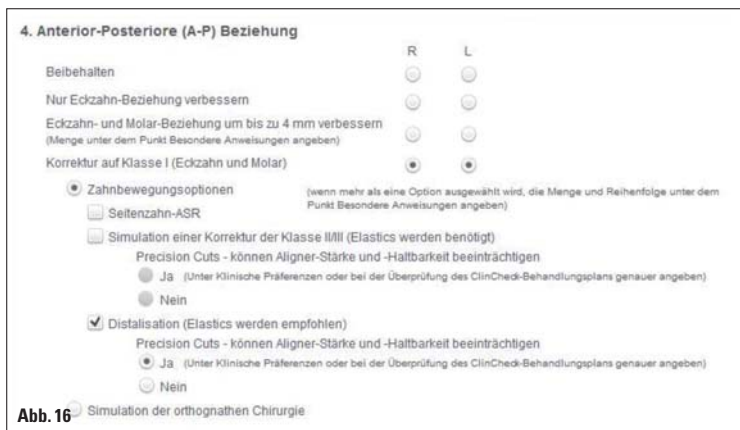 4. Anterior-Posteriore (A-P) Beziehung
R L
Beibehalten
Nur Eckzahn-Beziehung verbessern
Eckzahn- und Molar-Beziehung um bis zu 4 mm verbessern
(Menge unter dem Punkt Besondere Anweisungen angeben)
Korrektur auf Klasse I (Eckzahn und Molar)
Zahnbewegungsoptionen (wenn mehr als eine Option ausgewählt wird, die Menge und Reihenfolge unter dem
Punkt Besondere Anweisungen angeben)
Seitenzahn-ASR
Simulation einer Korrektur der Klasse II/III (Elastics werden benötigt)
Precision Cuts - können Aligner-Stärke und -Haltbarkeit beeinträchtigen
Ja (Unter Klinische Präferenzen oder bei der Überprüfung des ClinCheck-Behandlungsplans genauer angeben)
Nein
Distalisation (Elastics werden empfohlen)
Precision Cuts - können Aligner-Stärke und -Haltbarkeit beeinträchtigen
Ja (Unter Klinische Präferenzen oder bei der Überprüfung des ClinCheck-Behandlungsplans genauer angeben)
Nein
Simulation der orthognathen Chirurgie
Abb. 16